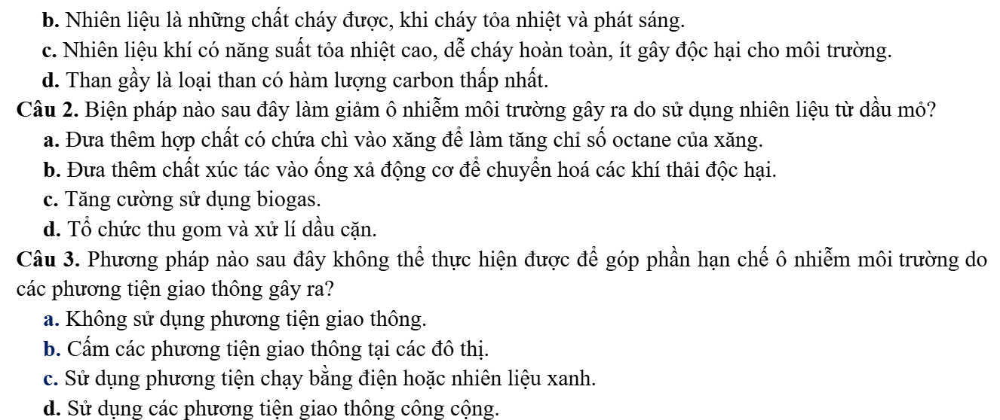 b. Nhiên liệu là những chất cháy được, khi cháy tỏa nhiệt và phát sáng.
c. Nhiên liệu khí có năng suất tỏa nhiệt cao, dễ cháy hoàn toàn, ít gây độc hại cho môi trường.
d. Than gầy là loại than có hàm lượng carbon thấp nhất.
Câu 2. Biện pháp nào sau đây làm giảm ô nhiễm môi trường gây ra do sử dụng nhiên liệu từ dầu mỏ?
a. Đưa thêm hợp chất có chứa chì vào xăng để làm tăng chỉ số octane của xăng.
b. Đưa thêm chất xúc tác vào ống xả động cơ để chuyển hoá các khí thải độc hại.
c. Tăng cường sử dụng biogas.
d. Tổ chức thu gom và xử lí dầu cặn.
Câu 3. Phương pháp nào sau đây không thể thực hiện được để góp phần hạn chế ô nhiễm môi trường do
các phương tiện giao thông gây ra?
a. Không sử dụng phương tiện giao thông.
b. Cấm các phương tiện giao thông tại các đô thị.
c. Sử dụng phương tiện chạy bằng điện hoặc nhiên liệu xanh.
d. Sử dụng các phương tiện giao thông công cộng.